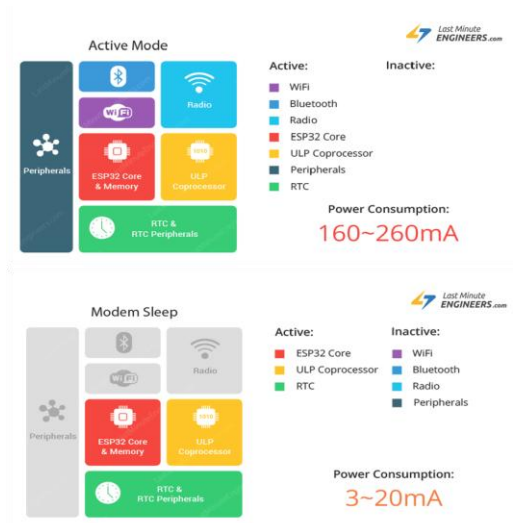 Last Minute
ENGINEERS.com
Active Mode
Active:
Inactive:
WiFi
Bluetooth
Radio
ESP32 Core
ULP Coprocessor
Peripherals
RTC
WiFi
Radio
Peripherals
ESP32 Core
& Memory
ULP
Coprocessor
RTC &
RTC Peripherals
Power Consumption:
160~260mA
Last Minute
ENGINEERS.com
Modem Sleep
Active:
Inactive:
ESP32 Core
ULP Coprocessor
RTC
WiFi
Bluetooth
Radio
Peripherals
WiFi
Radio
Peripherals
ESP32 Core
& Memory
ULP
Coprocessor
RTC &
RTC Peripherals
Power Consumption:
3~20mA